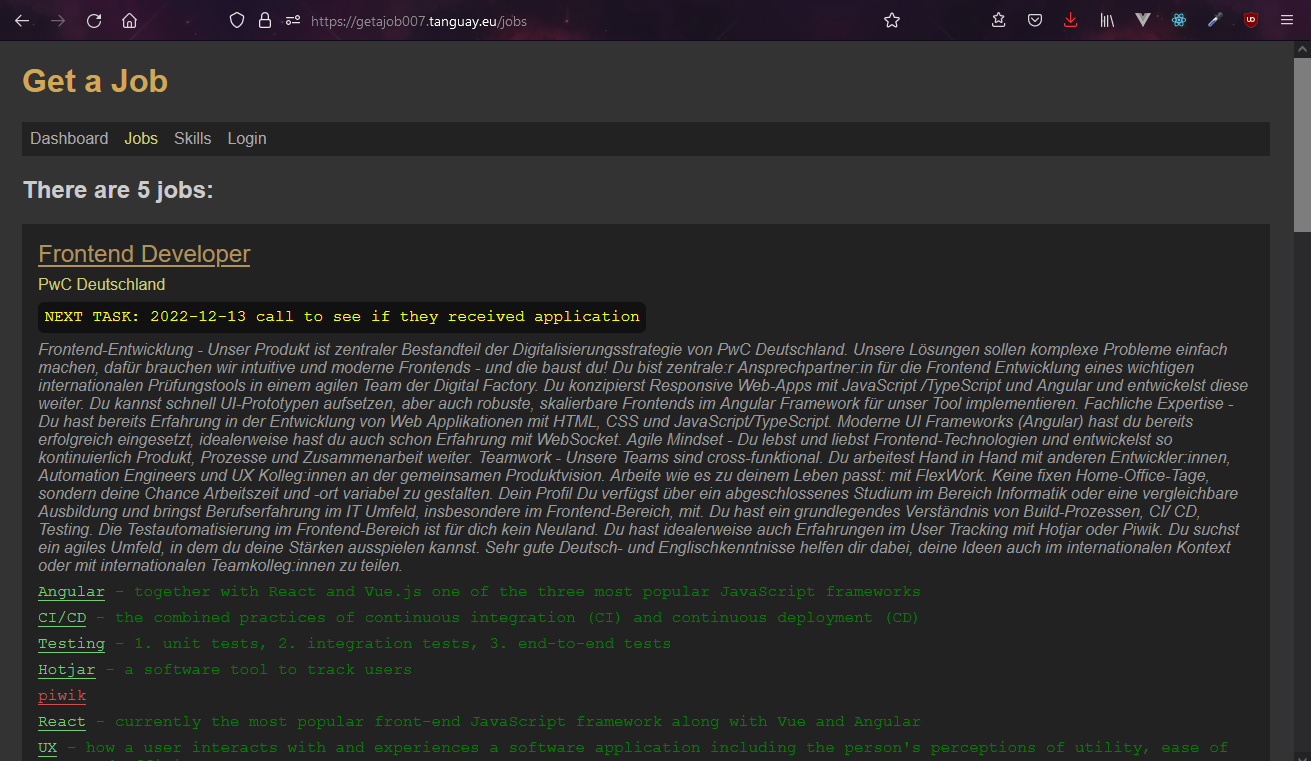 https://getajob007.tanguay.eu/jobs
Get a Job
Dashboard Jobs Skills Login
There are 5 jobs:
Frontend Developer
PwC Deutschland
NEXT TASK: 2022-12-13 call to see if they received application
Frontend-Entwicklung - Unser Produkt ist zentraler Bestandteil der Digitalisierungsstrategie von PwC Deutschland. Unsere Lösungen sollen komplexe Probleme einfach
machen, dafür brauchen wir intuitive und moderne Frontends - und die baust du! Du bist zentrale:r Ansprechpartner:in für die Frontend Entwicklung eines wichtigen
internationalen Prüfungstools in einem agilen Team der Digital Factory. Du konzipierst Responsive Web-Apps mit JavaScript /TypeScript und Angular und entwickelst diese
weiter. Du kannst schnell UI-Prototypen aufsetzen, aber auch robuste, skalierbare Frontends im Angular Framework für unser Tool implementieren. Fachliche Expertise -
Du hast bereits Erfahrung in der Entwicklung von Web Applikationen mit HTML, CSS und JavaScript/TypeScript. Moderne UI Frameworks (Angular) hast du bereits
erfolgreich eingesetzt, idealerweise hast du auch schon Erfahrung mit WebSocket. Agile Mindset - Du lebst und liebst Frontend-Technologien und entwickelst so
kontinuierlich Produkt, Prozesse und Zusammenarbeit weiter. Teamwork - Unsere Teams sind cross-funktional. Du arbeitest Hand in Hand mit anderen Entwickler:innen,
Automation Engineers und UX Kolleg:innen an der gemeinsamen Produktvision. Arbeite wie es zu deinem Leben passt: mit FlexWork. Keine fixen Home-Office-Tage,
sondern deine Chance Arbeitszeit und -ort variabel zu gestalten. Dein Profil Du verfügst über ein abgeschlossenes Studium im Bereich Informatik oder eine vergleichbare
Ausbildung und bringst Berufserfahrung im IT Umfeld, insbesondere im Frontend-Bereich, mit. Du hast ein grundlegendes Verständnis von Build-Prozessen, CI/ CD,
Testing. Die Testautomatisierung im Frontend-Bereich ist für dich kein Neuland. Du hast idealerweise auch Erfahrungen im User Tracking mit Hotjar oder Piwik. Du suchst
ein agiles Umfeld, in dem du deine Stärken ausspielen kannst. Sehr gute Deutsch- und Englischkenntnisse helfen dir dabei, deine Ideen auch im internationalen Kontext
oder mit internationalen Teamkolleg:innen zu teilen.
Angular - together with React and Vue.js one of the three most popular JavaScript frameworks
CI/CD - the combined practices of continuous integration (CI) and continuous deployment (CD)
Testing - 1. unit tests, 2. integration tests, 3. end-to-end tests
Hotjar - a software tool to track users
piwik
React - currently the most popular front-end JavaScript framework along with Vue and Angular
UX - how a user interacts with and experiences a software application including the person's perceptions of utility, ease of